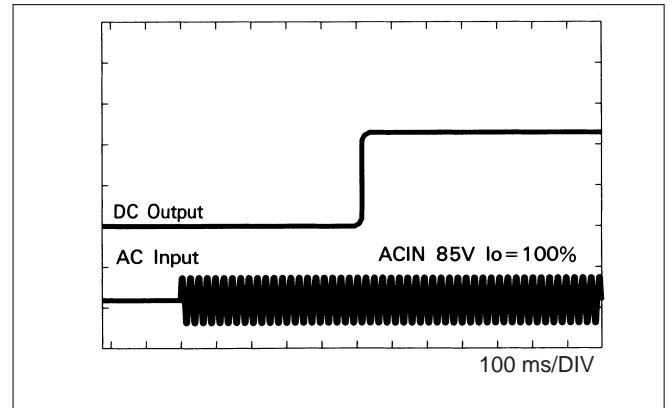 DC Output
AC Input
ACIN 85V Io=100%
100 ms/DIV